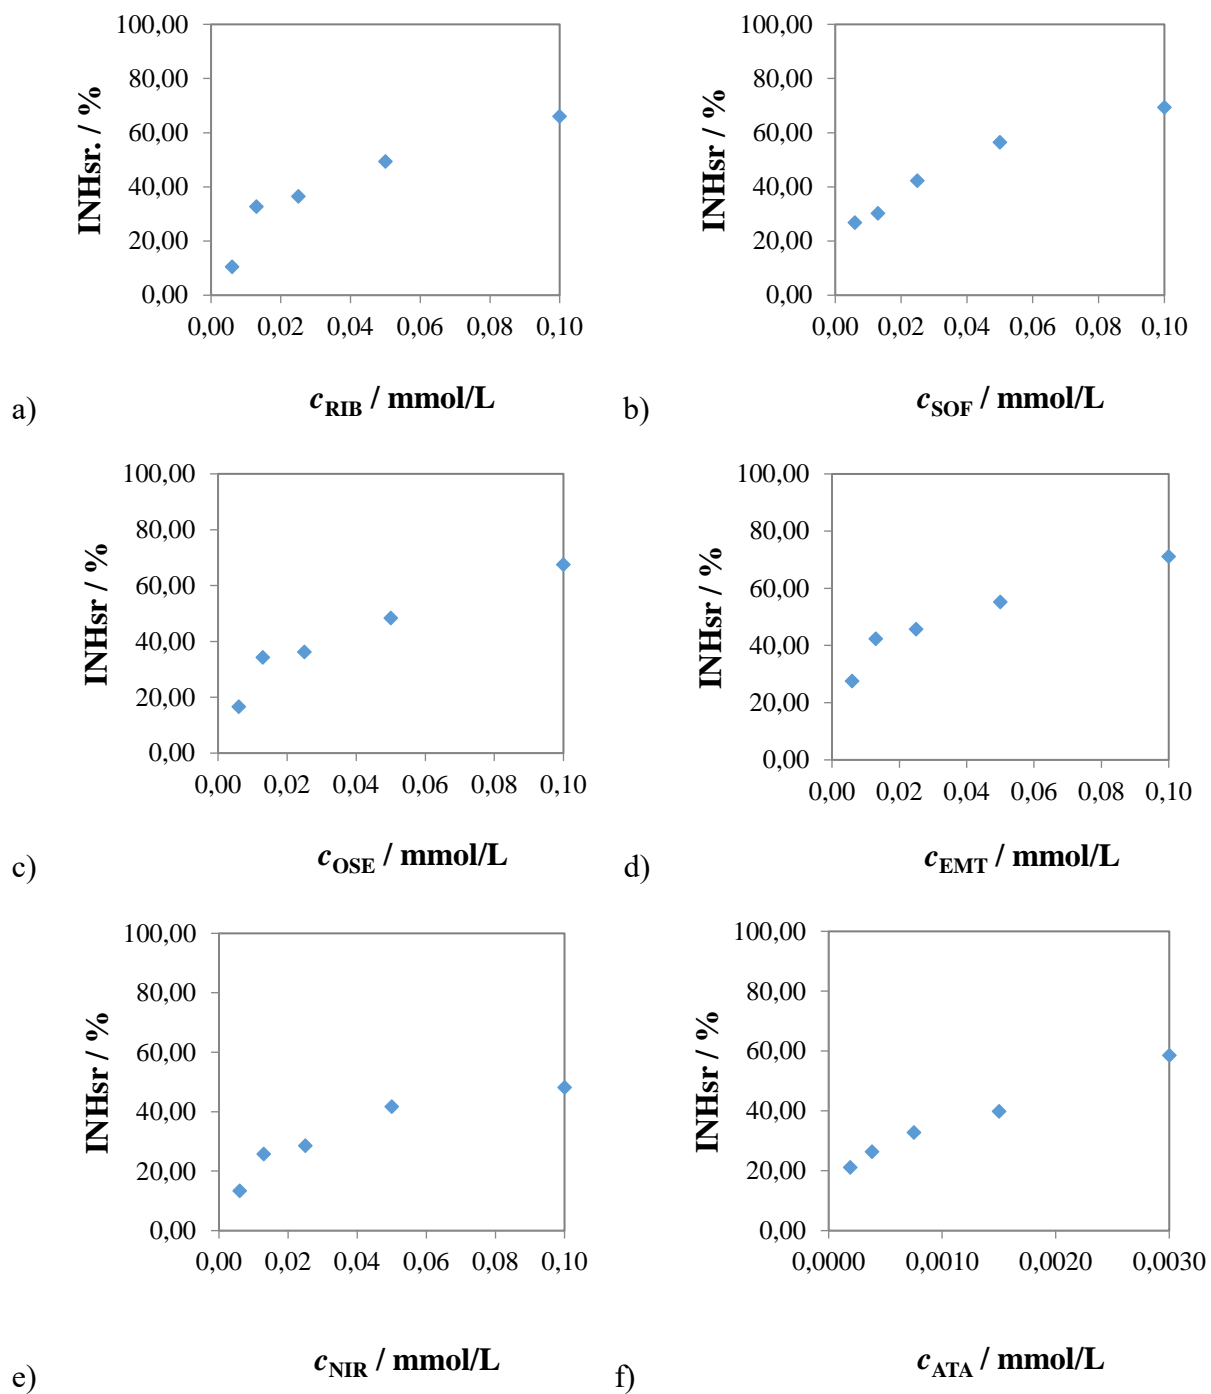 100,00
80,00
60,00
40,00
20,00
0,00
INHsr. / %
0,00 0,02 0,04 0,06 0,08 0,10
a)
cRIB / mmol/L
100,00
80,00
60,00
40,00
20,00
0,00
INHsr / %
0,00 0,02 0,04 0,06 0,08 0,10
b)
cSOF / mmol/L
100,00
80,00
60,00
40,00
20,00
0,00
INHsr / %
0,00 0,02 0,04 0,06 0,08 0,10
c)
cOSE / mmol/L
100,00
80,00
60,00
40,00
20,00
0,00
INHsr / %
0,00 0,02 0,04 0,06 0,08 0,10
d)
cEMT / mmol/L
100,00
80,00
60,00
40,00
20,00
0,00
INHsr / %
0,00 0,02 0,04 0,06 0,08 0,10
e)
cNIR / mmol/L
100,00
80,00
60,00
40,00
20,00
0,00
INHsr / %
0,0000 0,0010 0,0020 0,0030
f)
cATA / mmol/L